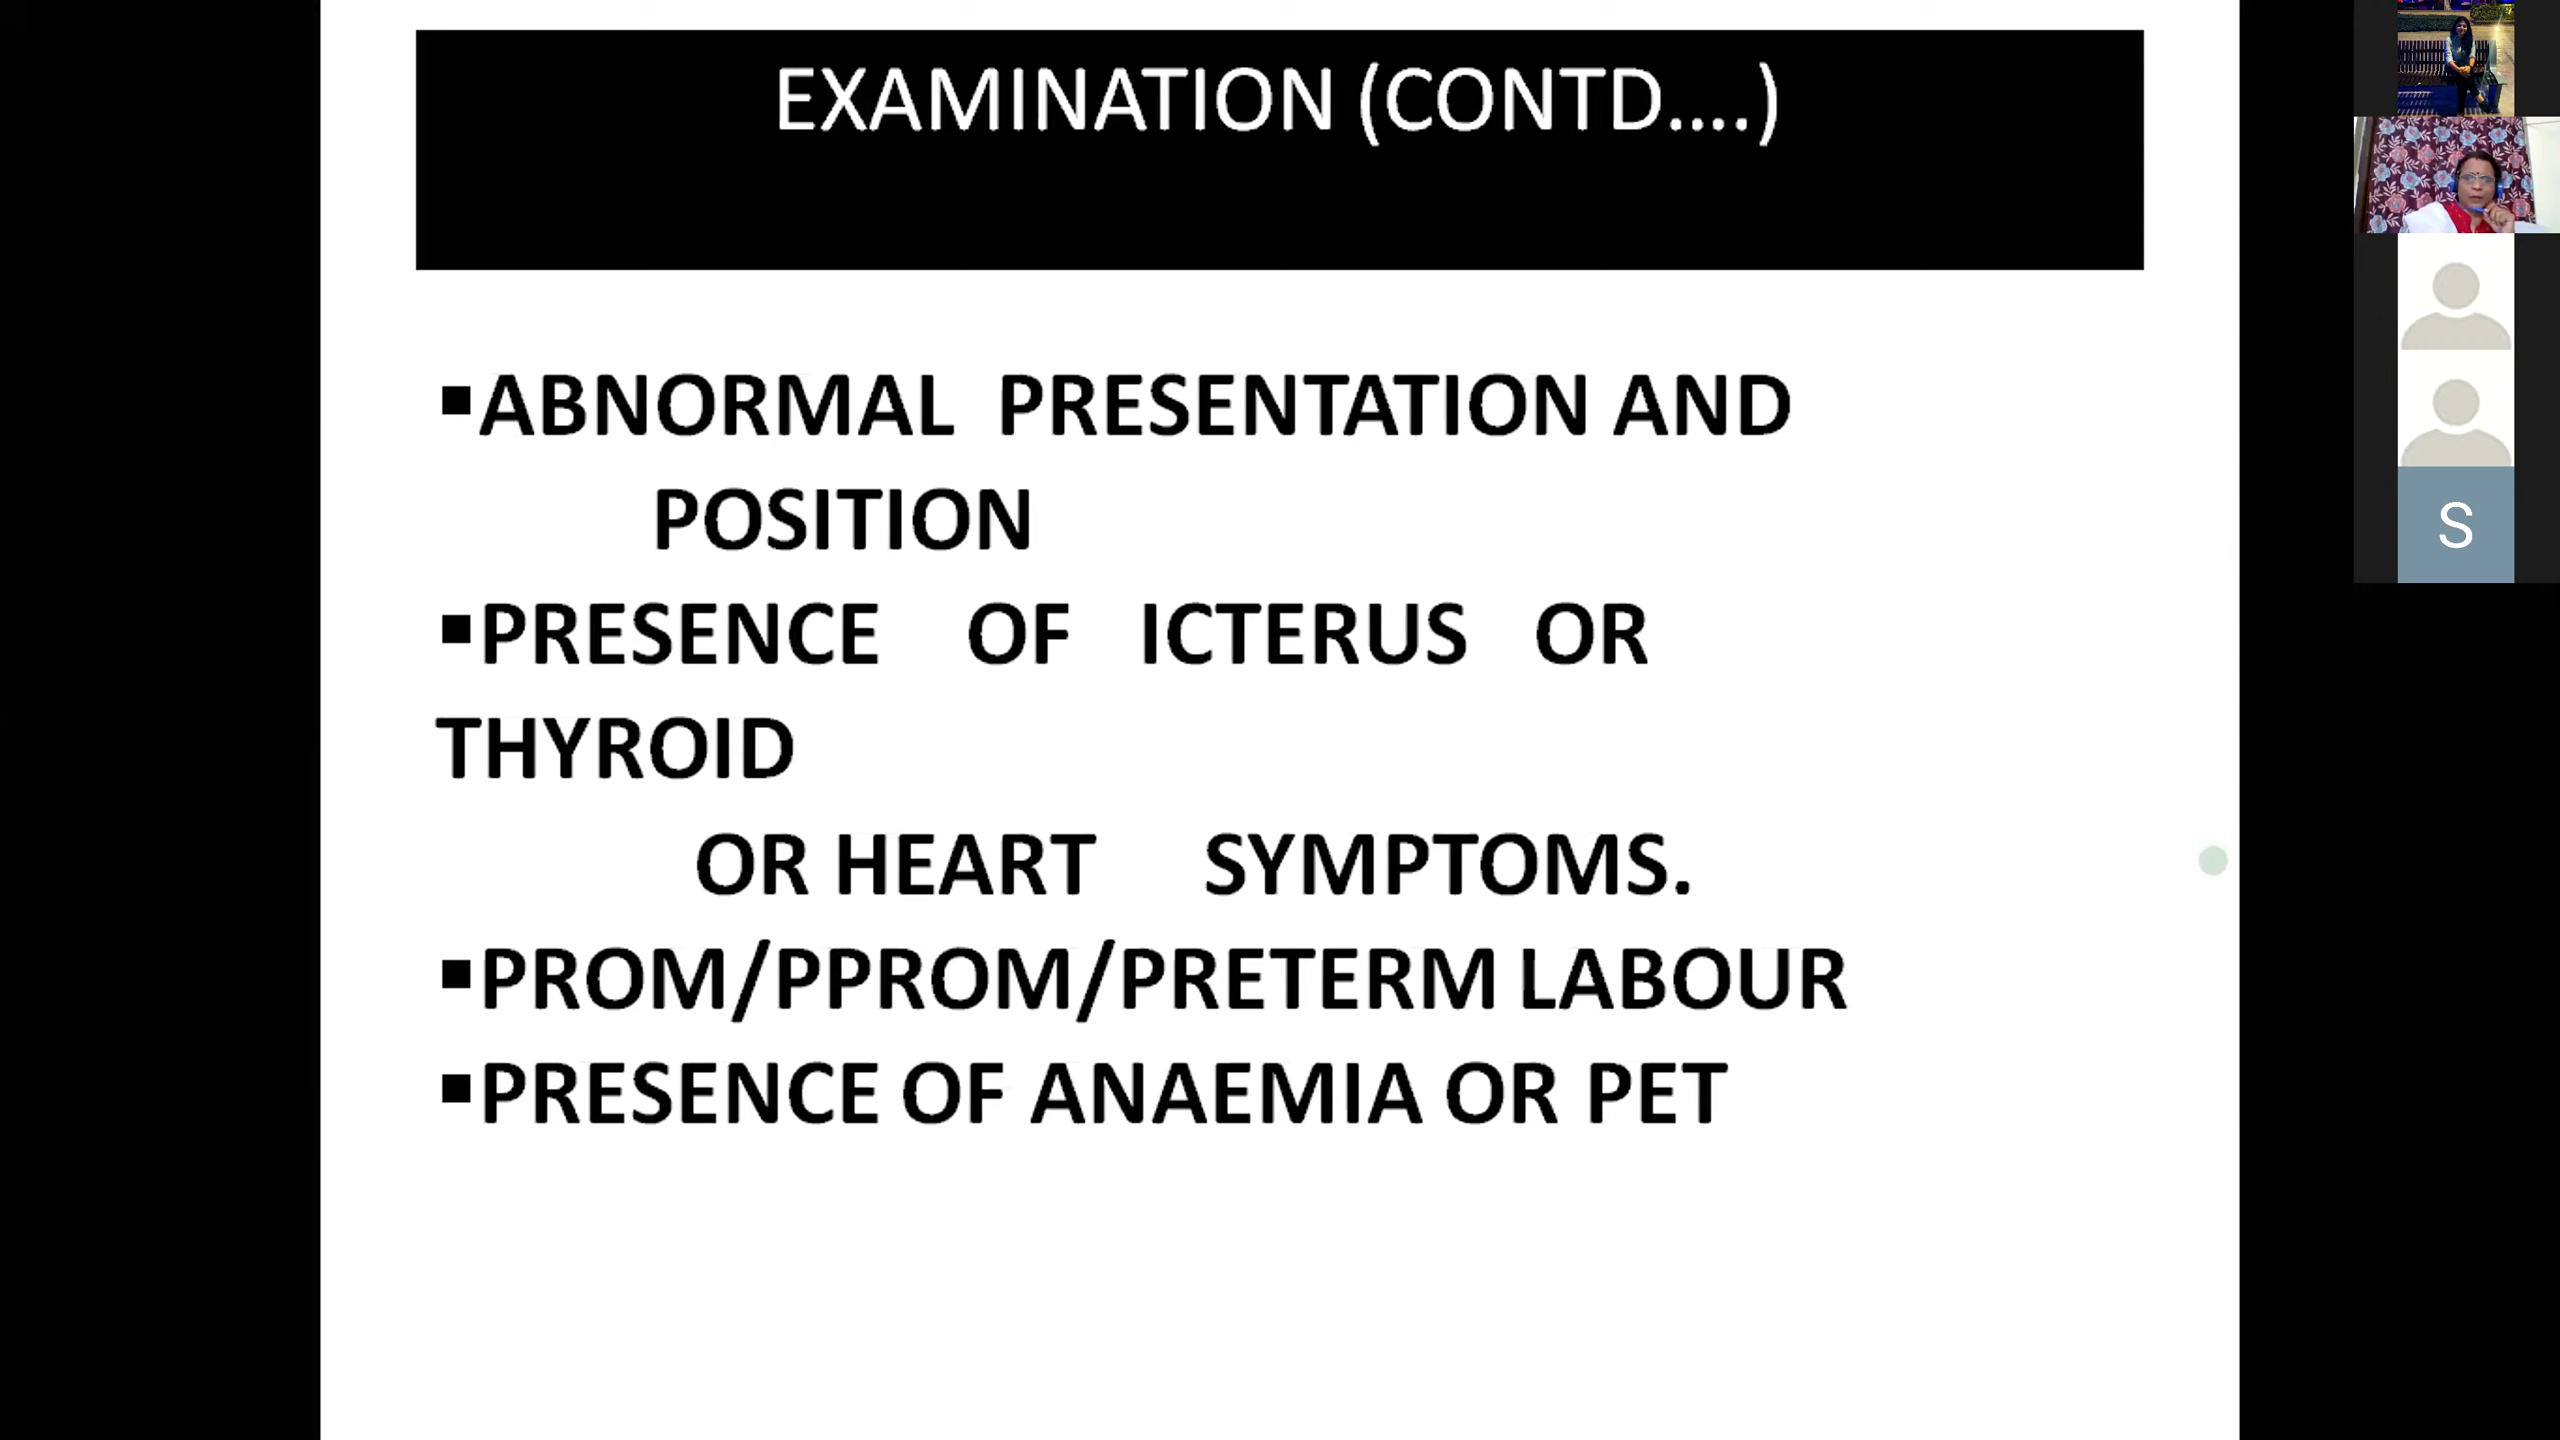 EXAMINATION (CONTD....)
▪ABNORMAL PRESENTATION AND
POSITION
▪PRESENCE OF ICTERUS OR
THYROID
OR HEART SYMPTOMS.
▪PROM/PPROM/PRETERM LABOUR
▪PRESENCE OF ANAEMIA OR PET
S